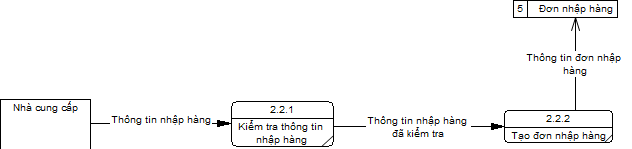 5 Đơn nhập hàng
Thông tin đơn nhập
hàng
Nhà cung cấp
Thông tin nhập hàng
2.2.1
Kiểm tra thông tin
nhập hàng
Thông tin nhập hàng
đã kiểm tra
2.2.2
Tạo đơn nhập hàng